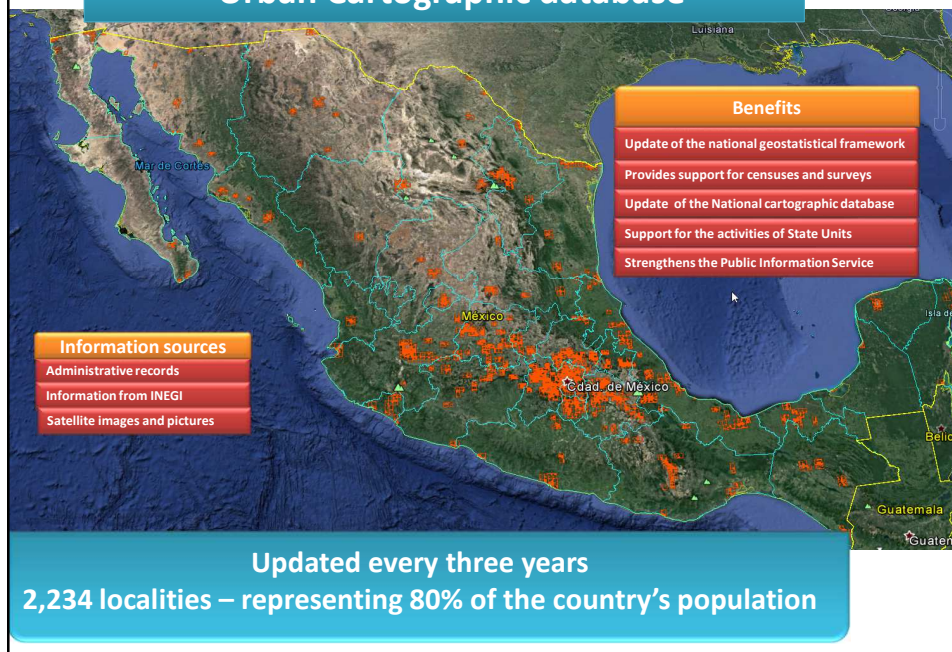 Urban Cartographic database
Luisiana
Benefits
Update of the national geostatistical framework
Provides support for censuses and surveys
Update of the National cartographic database
Support for the activities of State Units
Strengthens the Public Information Service
Mar de Cortés
México
Isla de
Information sources
Administrative records
Information from INEGI
Satellite images and pictures
Cdad. de México
Belic
Guatemala
Guatem
Updated every three years
2,234 localities – representing 80% of the country's population